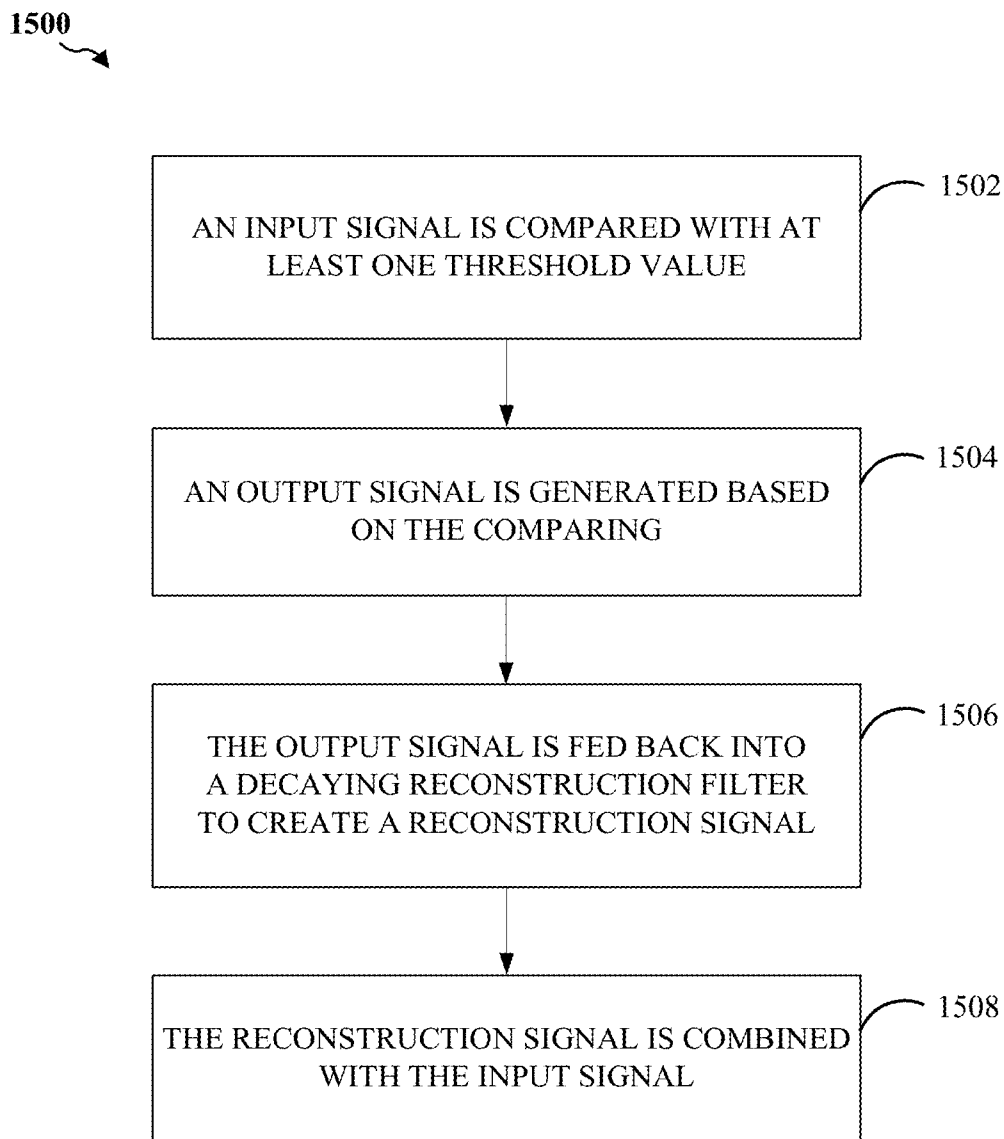 1500
AN INPUT SIGNAL IS COMPARED WITH AT
LEAST ONE THRESHOLD VALUE
1502
AN OUTPUT SIGNAL IS GENERATED BASED
ON THE COMPARING
1504
THE OUTPUT SIGNAL IS FED BACK INTO
A DECAYING RECONSTRUCTION FILTER
TO CREATE A RECONSTRUCTION SIGNAL
1506
THE RECONSTRUCTION SIGNAL IS COMBINED
WITH THE INPUT SIGNAL
1508